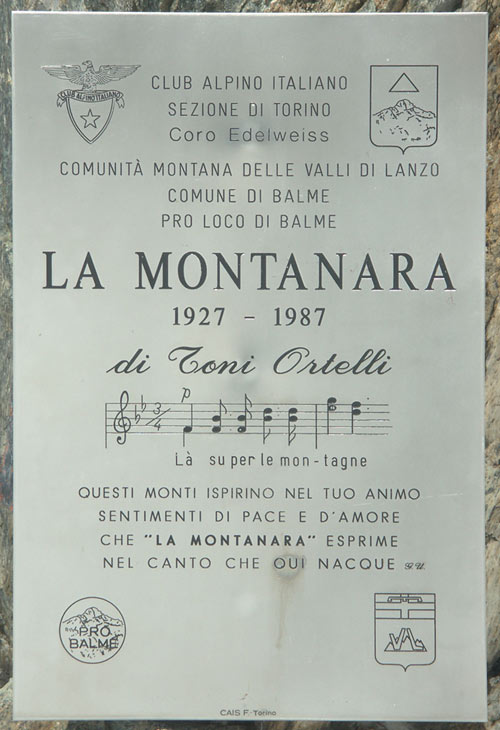 CLUB ALPINO ITALIANO
CLUB ALPINO ITALIANO
SEZIONE DI TORINO
Coro Edelweiss
COMUNITÀ MONTANA DELLE VALLI DI LANZO
COMUNE DI BALME
PRO LOCO DI BALME
LA MONTANARA
1927 - 1987
di Toni Ortelli
p
3/4
Là su per le mon-tagne
QUESTI MONTI ISPIRINO NEL TUO ANIMO
SENTIMENTI DI PACE E D'AMORE
CHE "LA MONTANARA" ESPRIME
NEL CANTO CHE QUI NACQUE G.U.
PRO
BALME
CAIS F. Torino